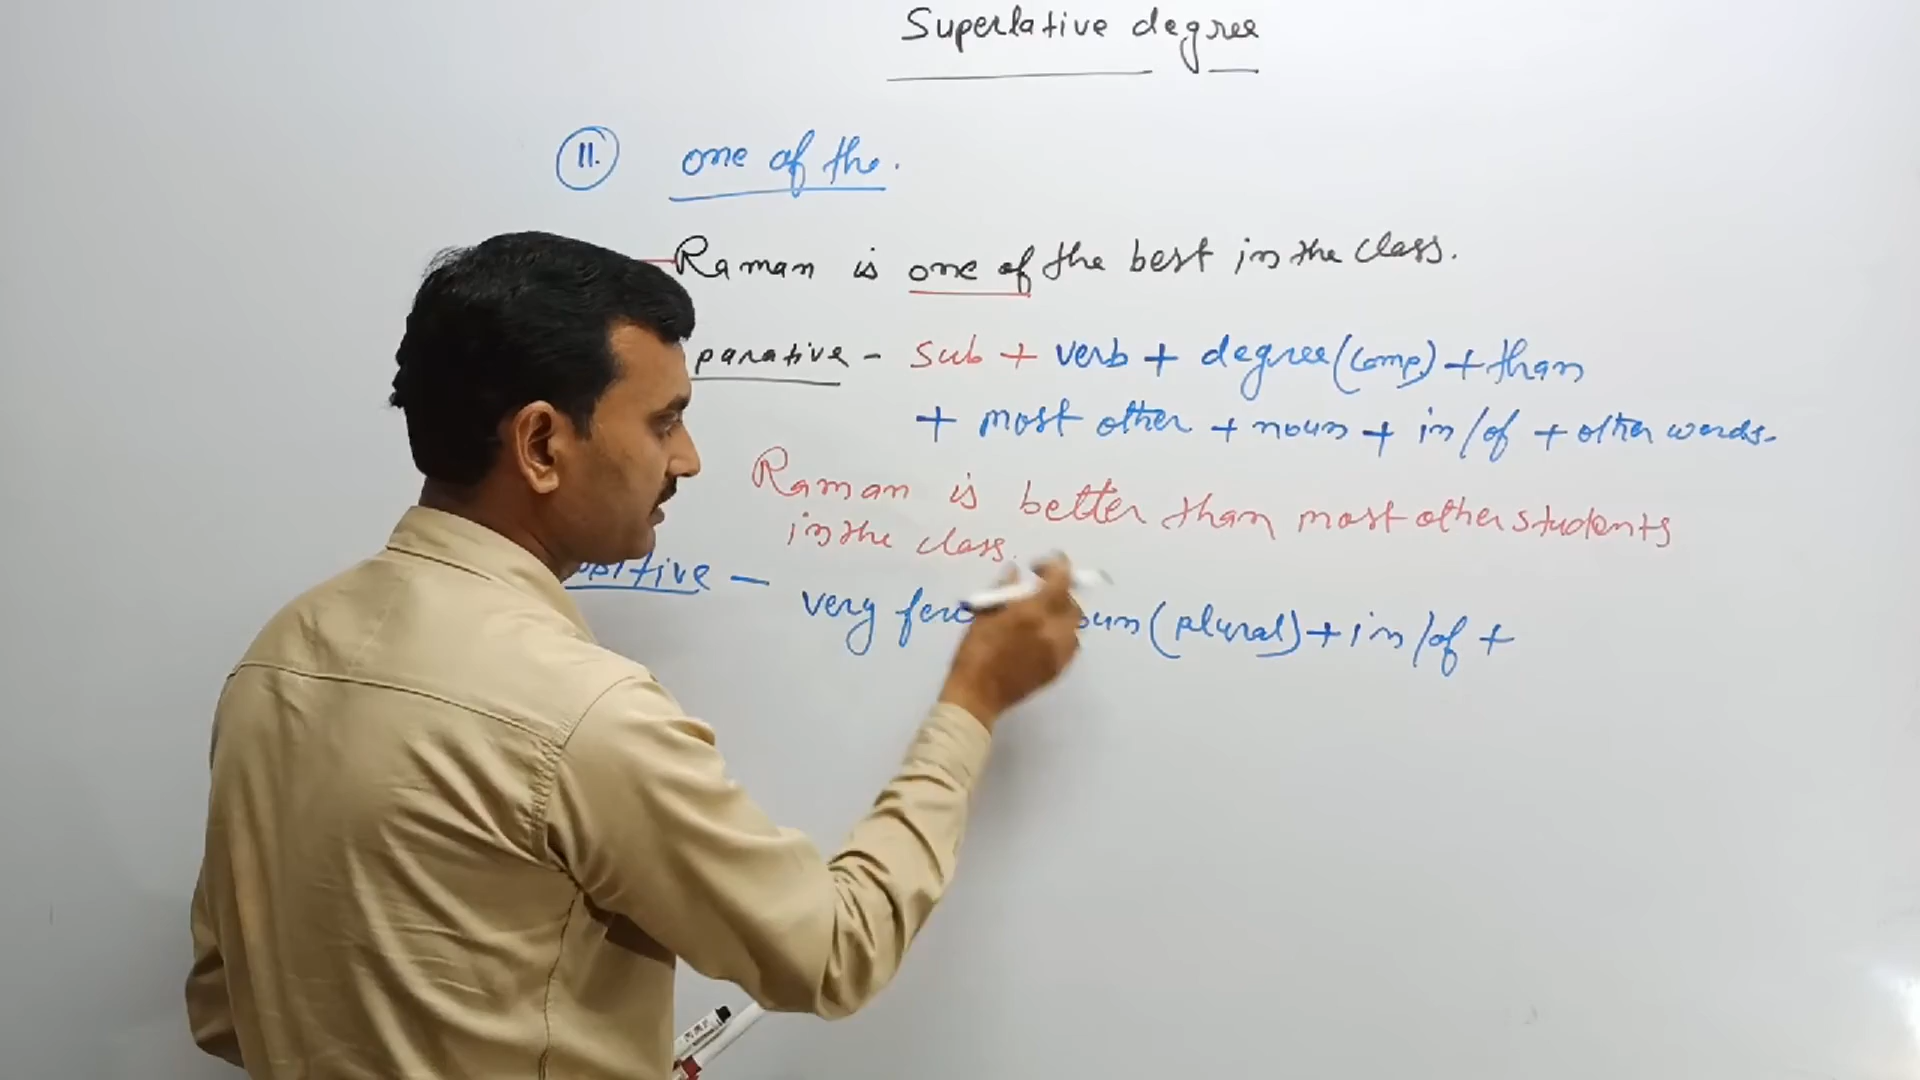 Superlative degree
II. one of the.
Raman is one of the best in the class.
parative - Sub + verb + degree (comp) + than
+ most other + noun + in/of + other words.
Raman is better than most other students
in the class.
ositive - very few (plural) + in/of +